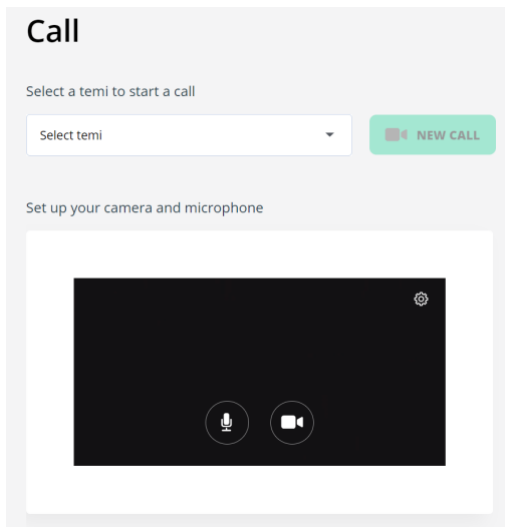 Call
Select a temi to start a call
Select temi
NEW CALL
Set up your camera and microphone